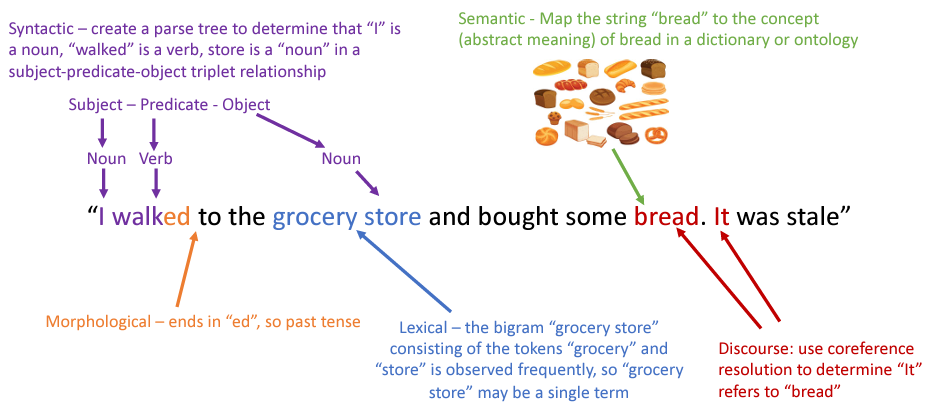 Syntactic – create a parse tree to determine that “I” is
a noun, “walked” is a verb, store is a “noun” in a
subject-predicate-object triplet relationship
Semantic - Map the string “bread” to the concept
(abstract meaning) of bread in a dictionary or ontology
Subject – Predicate - Object
Noun
Verb
Noun
“I walked to the grocery store and bought some bread. It was stale”
Morphological – ends in “ed”, so past tense
Lexical – the bigram “grocery store”
consisting of the tokens “grocery” and
“store” is observed frequently, so “grocery
store” may be a single term
Discourse: use coreference
resolution to determine “It”
refers to “bread”